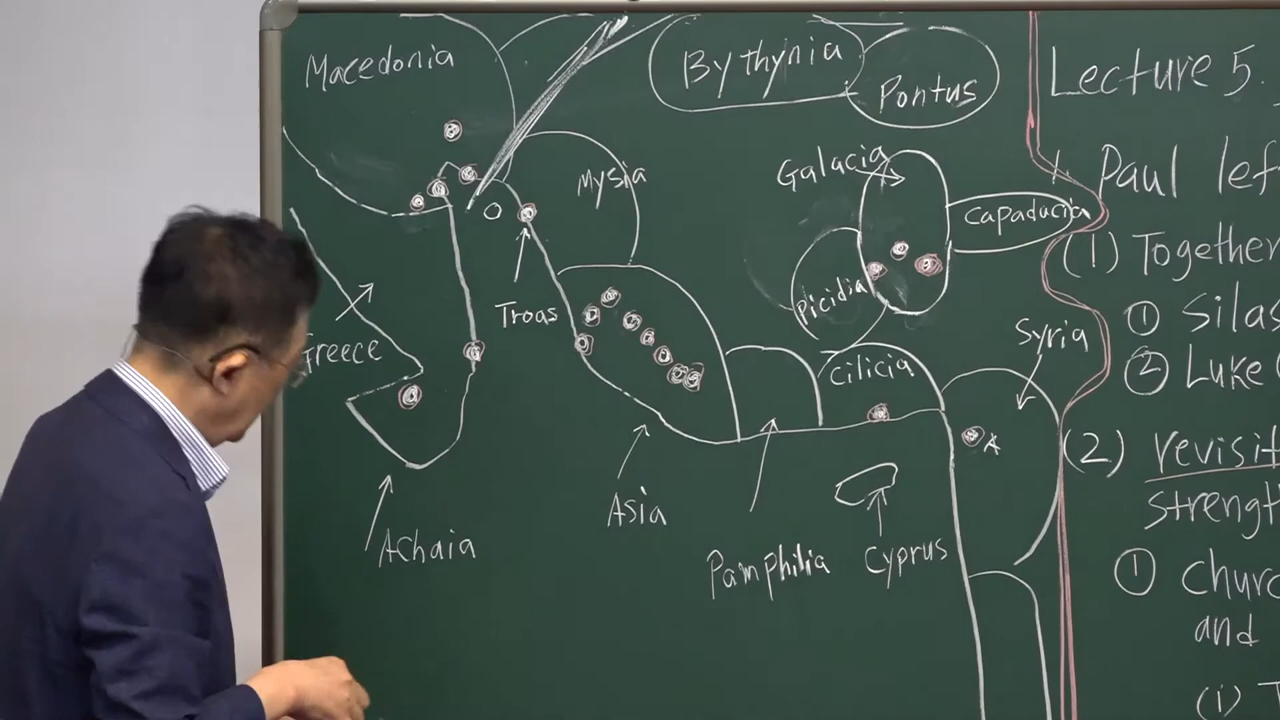 Macedonia
Bythynia
Pontus
Mysia
Galacia
Capaducia
Picidia
Troas
Greece
Cilicia
Syria
A
Asia
Achaia
Pamphilia
Cyprus
Lecture 5.
1. Paul lef
(1) Together
① Silas
② Luke
(2) revisit
strengt
① Churc
and
(i) T